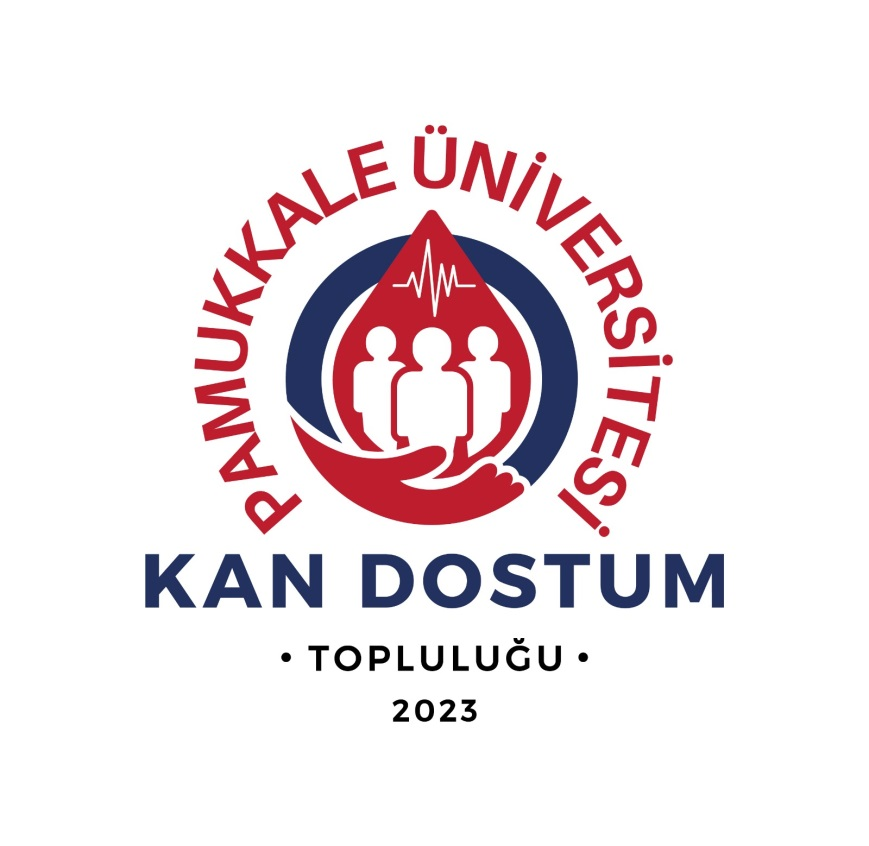 PAMUKKALE ÜNİVERSİTESİ
KAN DOSTUM
• TOPLULUĞU •
2023